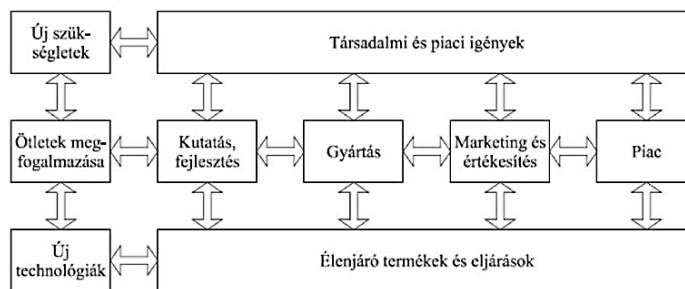 Új szük-
ségletek
Társadalmi és piaci igények
Ötletek meg-
fogalmazása
Kutatás,
fejlesztés
Gyártás
Marketing és
értékesítés
Piac
Új
technológiák
Élenjáró termékek és eljárások